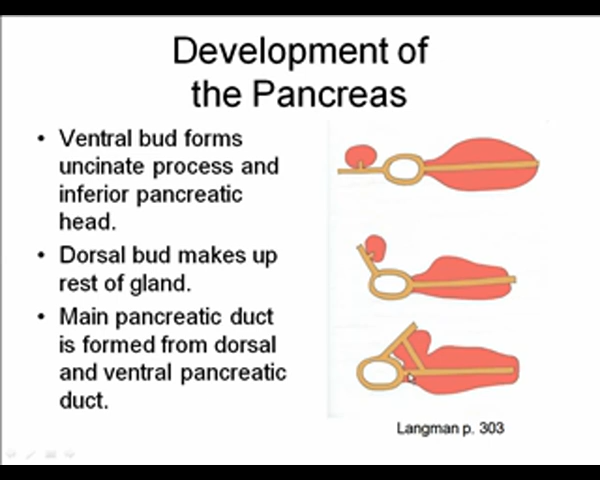 Development of
the Pancreas
• Ventral bud forms
uncinate process and
inferior pancreatic
head.
• Dorsal bud makes up
rest of gland.
• Main pancreatic duct
is formed from dorsal
and ventral pancreatic
duct.
Langman p. 303